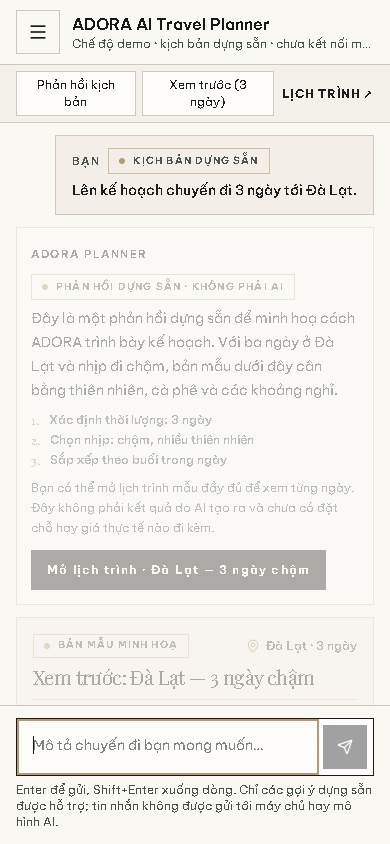 ADORA AI Travel Planner
Chế độ demo · kịch bản dựng sẵn · chưa kết nối m...
Phản hồi kịch
bản
Xem trước (3
ngày)
LỊCH TRÌNH ↗
BẠN
KỊCH BẢN DỰNG SẴN
Lên kế hoạch chuyến đi 3 ngày tới Đà Lạt.
ADORA PLANNER
PHẢN HỒI DỰNG SẴN · KHÔNG PHẢI AI
Đây là một phản hồi dựng sẵn để minh hoạ cách
ADORA trình bày kế hoạch. Với ba ngày ở Đà
Lạt và nhịp đi chậm, bản mẫu dưới đây cân
bằng thiên nhiên, cà phê và các khoảng nghỉ.
1. Xác định thời lượng: 3 ngày
2. Chọn nhịp: chậm, nhiều thiên nhiên
3. Sắp xếp theo buổi trong ngày
Bạn có thể mở lịch trình mẫu đầy đủ để xem từng ngày.
Đây không phải kết quả do AI tạo ra và chưa có đặt
chỗ hay giá thực tế nào đi kèm.
Mở lịch trình · Đà Lạt — 3 ngày chậm
BẢN MẪU MINH HOẠ
Đà Lạt · 3 ngày
Xem trước: Đà Lạt — 3 ngày chậm
Mô tả chuyến đi bạn mong muốn...
Enter để gửi, Shift+Enter xuống dòng. Chỉ các gợi ý dựng sẵn
được hỗ trợ; tin nhắn không được gửi tới máy chủ hay mô
hình AI.